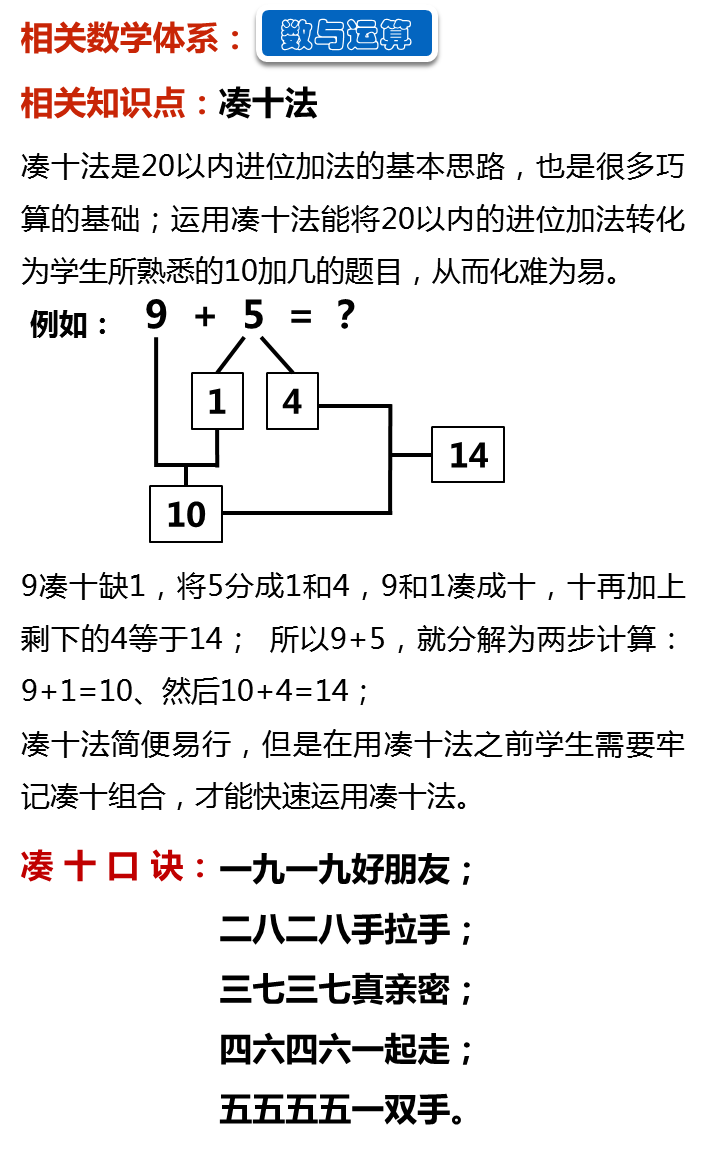 相关数学体系：数与运算
相关知识点：凑十法
凑十法是20以内进位加法的基本思路，也是很多巧
算的基础；运用凑十法能将20以内的进位加法转化
为学生所熟悉的10加几的题目，从而化难为易。
例如： 9 + 5 = ?
1 4
14
10
9凑十缺1，将5分成1和4，9和1凑成十，十再加上
剩下的4等于14； 所以9+5，就分解为两步计算：
9+1=10、然后10+4=14；
凑十法简便易行，但是在用凑十法之前学生需要牢
记凑十组合，才能快速运用凑十法。
凑 十 口 诀：一九一九好朋友；
二八二八手拉手；
三七三七真亲密；
四六四六一起走；
五五五五一双手。